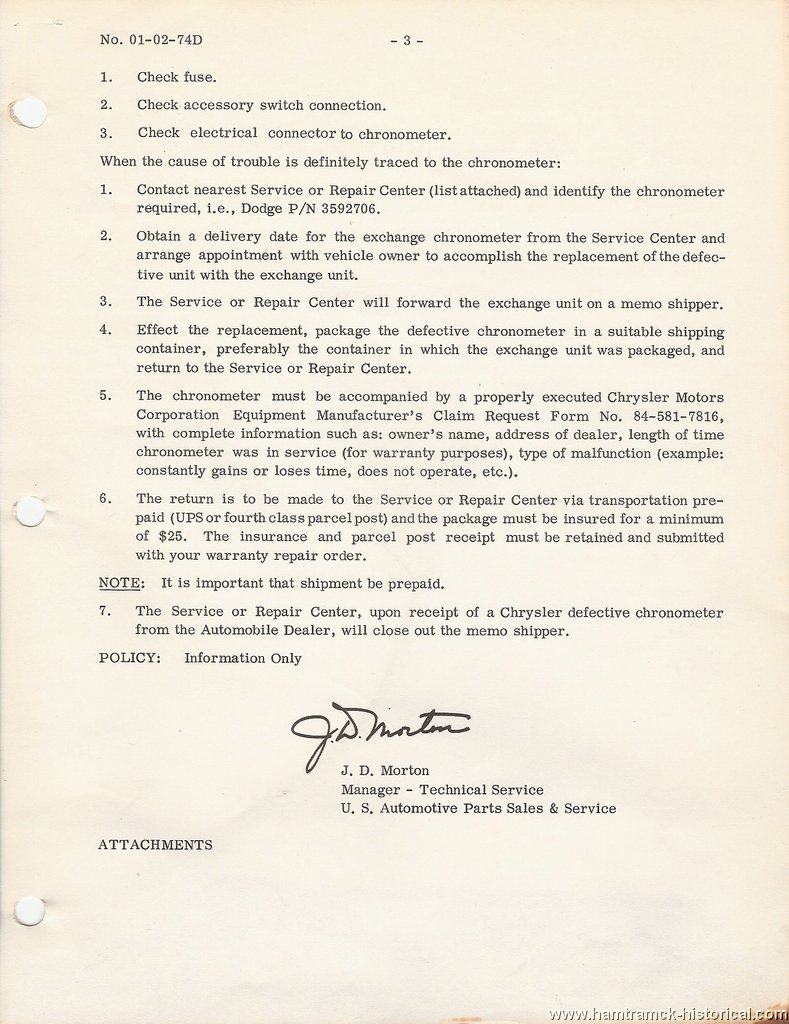 No. 01-02-74D - 3 -
1. Check fuse.
2. Check accessory switch connection.
3. Check electrical connector to chronometer.
When the cause of trouble is definitely traced to the chronometer:
1. Contact nearest Service or Repair Center (list attached) and identify the chronometer
required, i.e., Dodge P/N 3592706.
2. Obtain a delivery date for the exchange chronometer from the Service Center and
arrange appointment with vehicle owner to accomplish the replacement of the defec-
tive unit with the exchange unit.
3. The Service or Repair Center will forward the exchange unit on a memo shipper.
4. Effect the replacement, package the defective chronometer in a suitable shipping
container, preferably the container in which the exchange unit was packaged, and
return to the Service or Repair Center.
5. The chronometer must be accompanied by a properly executed Chrysler Motors
Corporation Equipment Manufacturer's Claim Request Form No. 84-581-7816,
with complete information such as: owner's name, address of dealer, length of time
chronometer was in service (for warranty purposes), type of malfunction (example:
constantly gains or loses time, does not operate, etc.).
6. The return is to be made to the Service or Repair Center via transportation pre-
paid (UPS or fourth class parcel post) and the package must be insured for a minimum
of $25. The insurance and parcel post receipt must be retained and submitted
with your warranty repair order.
NOTE: It is important that shipment be prepaid.
7. The Service or Repair Center, upon receipt of a Chrysler defective chronometer
from the Automobile Dealer, will close out the memo shipper.
POLICY: Information Only
J. D. Morton
J. D. Morton
Manager - Technical Service
U. S. Automotive Parts Sales & Service
ATTACHMENTS
www.hamtramck-historical.com